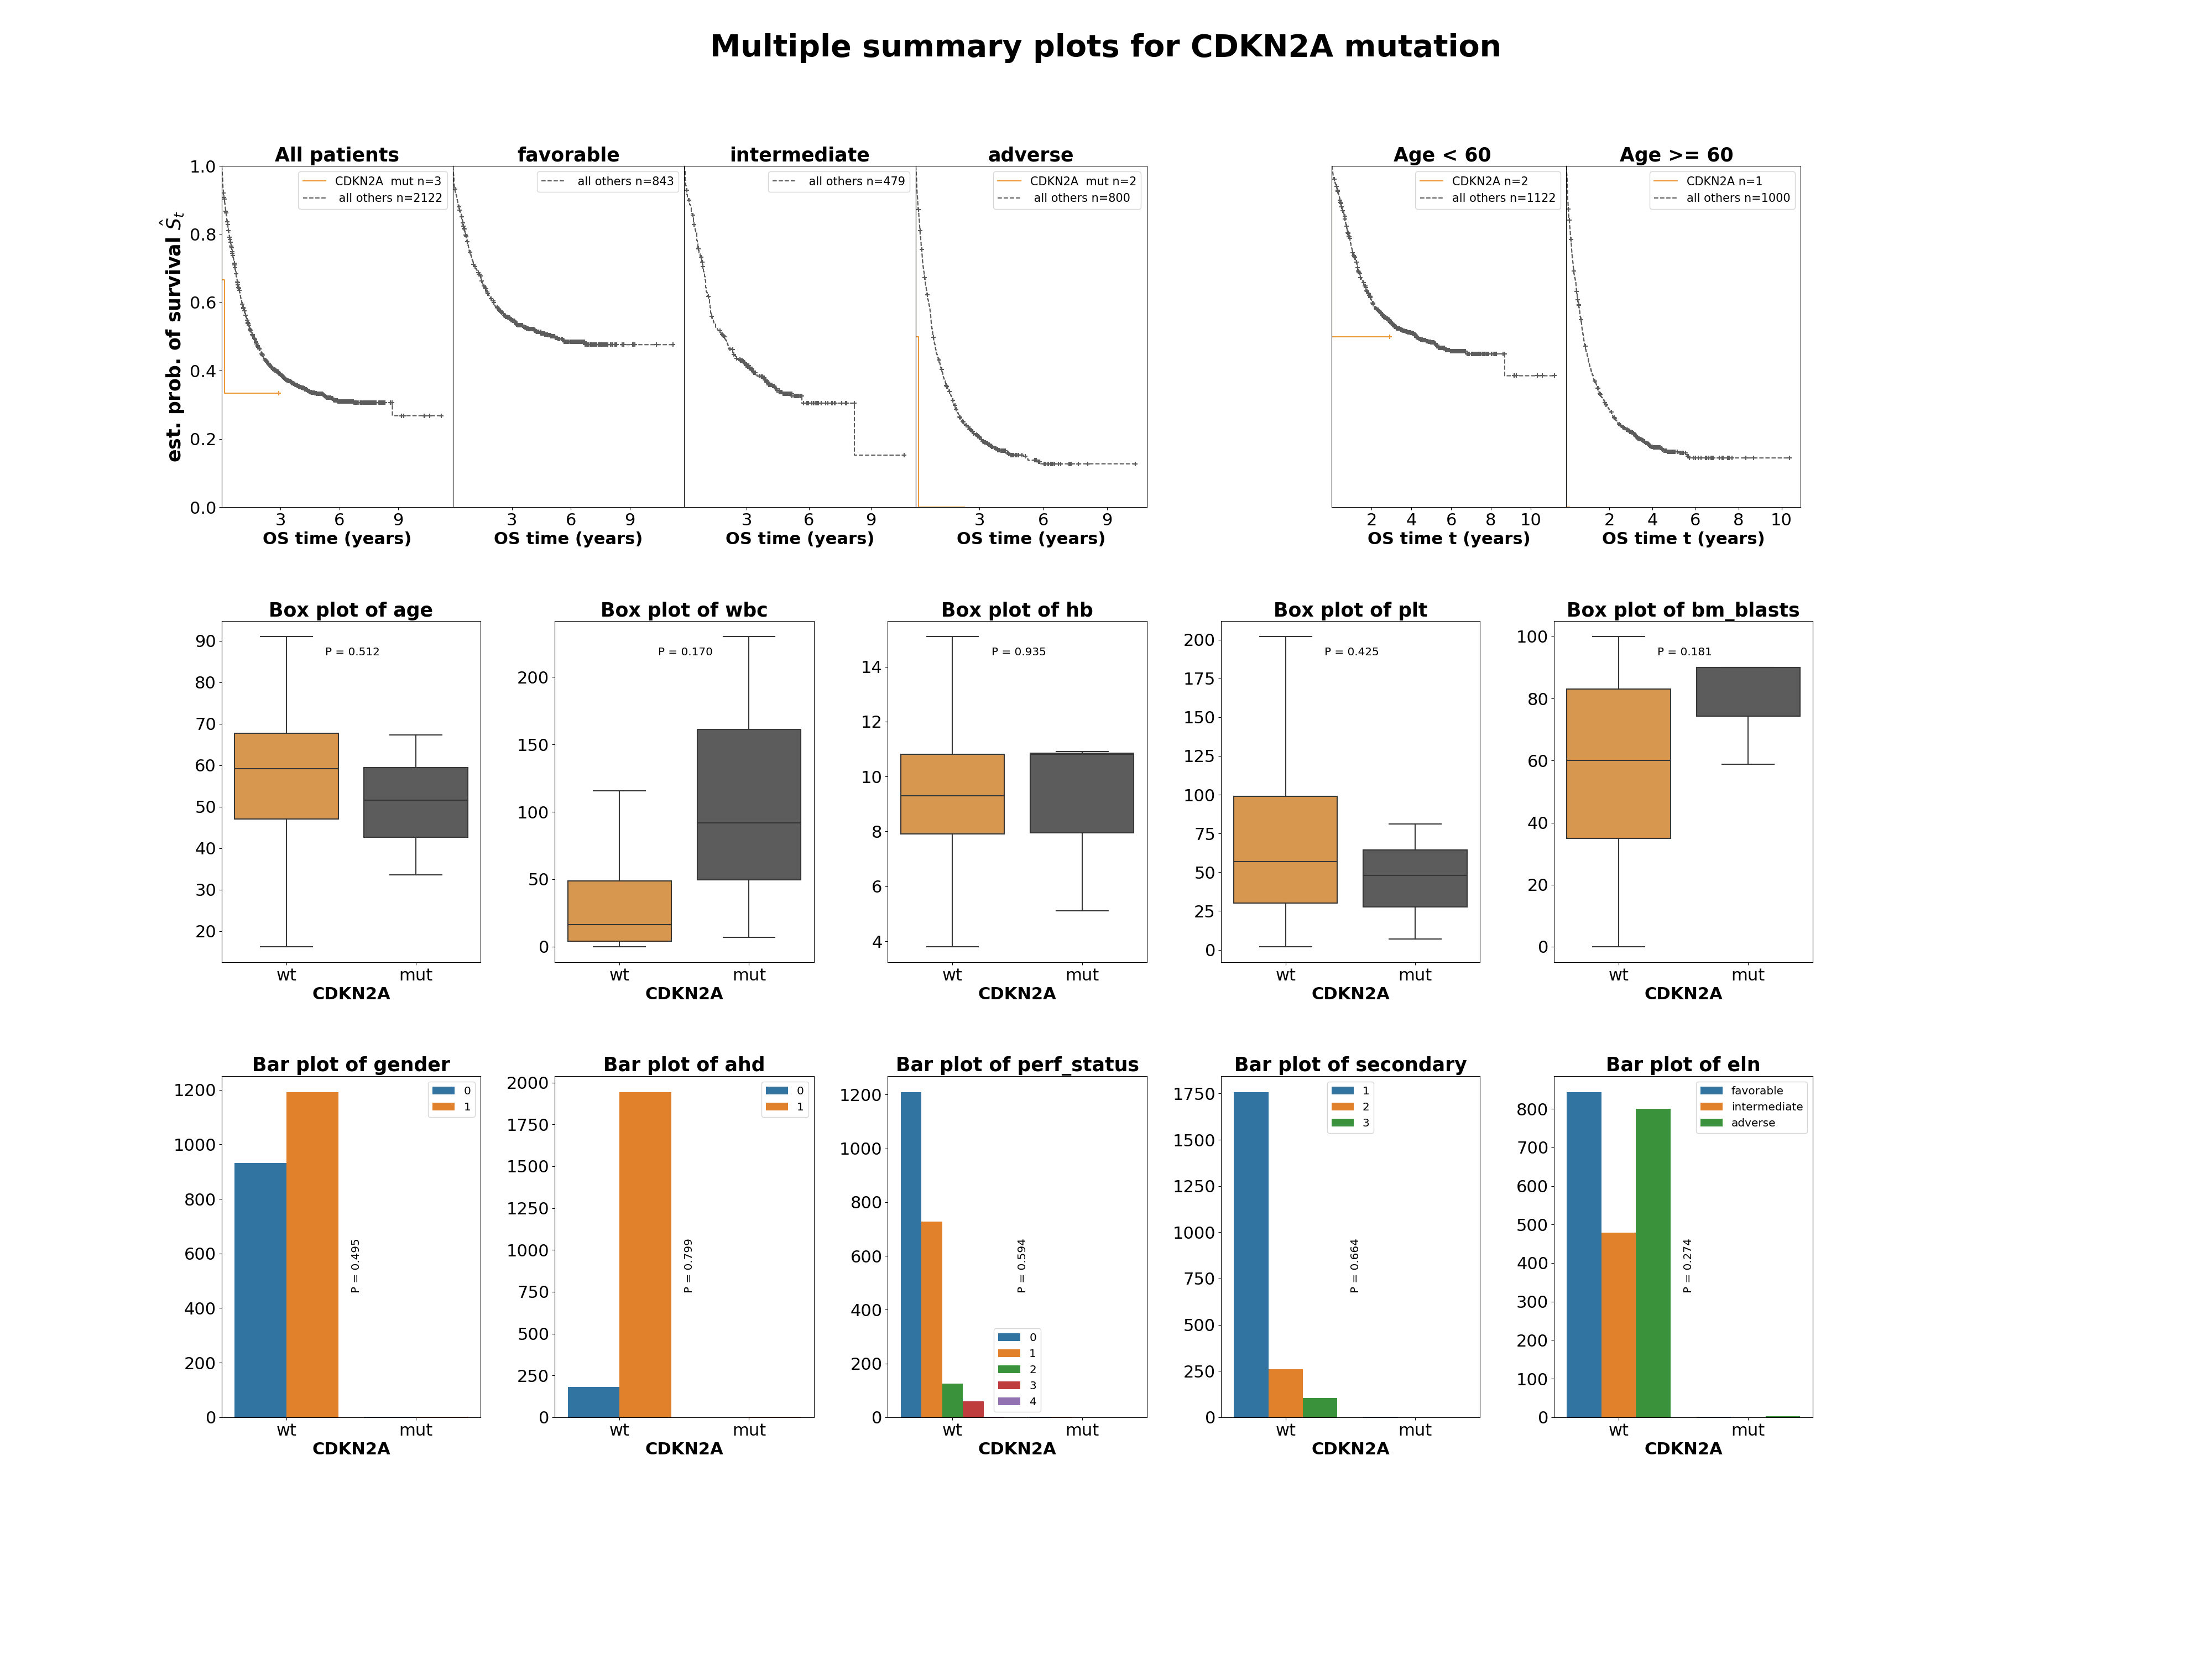 Multiple summary plots for CDKN2A mutation
All patients
favorable
intermediate
adverse
Age < 60
Age >= 60
est. prob. of survival Ŝt
1.0
0.8
0.6
0.4
0.2
0.0
CDKN2A mut n=3
all others n=2122
all others n=843
all others n=479
CDKN2A mut n=2
all others n=800
CDKN2A n=2
all others n=1122
CDKN2A n=1
all others n=1000
3 6 9
3 6 9
3 6 9
3 6 9
2 4 6 8 10
2 4 6 8 10
OS time (years)
OS time (years)
OS time (years)
OS time (years)
OS time t (years)
OS time t (years)
Box plot of age
90
80
70
60
50
40
30
20
P = 0.512
wt mut
CDKN2A
Box plot of wbc
200
150
100
50
0
P = 0.170
wt mut
CDKN2A
Box plot of hb
14
12
10
8
6
4
P = 0.935
wt mut
CDKN2A
Box plot of plt
200
175
150
125
100
75
50
25
0
P = 0.425
wt mut
CDKN2A
Box plot of bm_blasts
100
80
60
40
20
0
P = 0.181
wt mut
CDKN2A
Bar plot of gender
1200
1000
800
600
400
200
0
0
1
P = 0.495
wt mut
CDKN2A
Bar plot of ahd
2000
1750
1500
1250
1000
750
500
250
0
0
1
P = 0.799
wt mut
CDKN2A
Bar plot of perf_status
1200
1000
800
600
400
200
0
P = 0.594
0
1
2
3
4
wt mut
CDKN2A
Bar plot of secondary
1750
1500
1250
1000
750
500
250
0
1
2
3
P = 0.664
wt mut
CDKN2A
Bar plot of eln
800
700
600
500
400
300
200
100
0
favorable
intermediate
adverse
P = 0.274
wt mut
CDKN2A